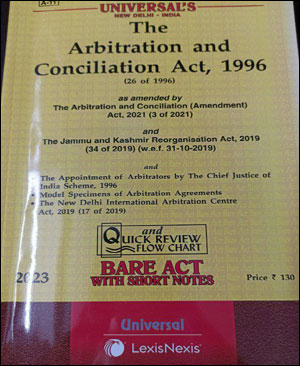 A-11
UNIVERSAL'S
NEW DELHI - INDIA
The
Arbitration and
Conciliation Act, 1996
(26 of 1996)
as amended by
The Arbitration and Conciliation (Amendment)
Act, 2021 (3 of 2021)
and
The Jammu and Kashmir Reorganisation Act, 2019
(34 of 2019) (w.e.f. 31-10-2019)
and
• The Appointment of Arbitrators by The Chief Justice of
India Scheme, 1996
• Model Specimens of Arbitration Agreements
• The New Delhi International Arbitration Centre
Act, 2019 (17 of 2019)
and
QUICK REVIEW
FLOW CHART
BARE ACT
WITH SHORT NOTES
2023
Price ₹ 130
Universal
LexisNexis®